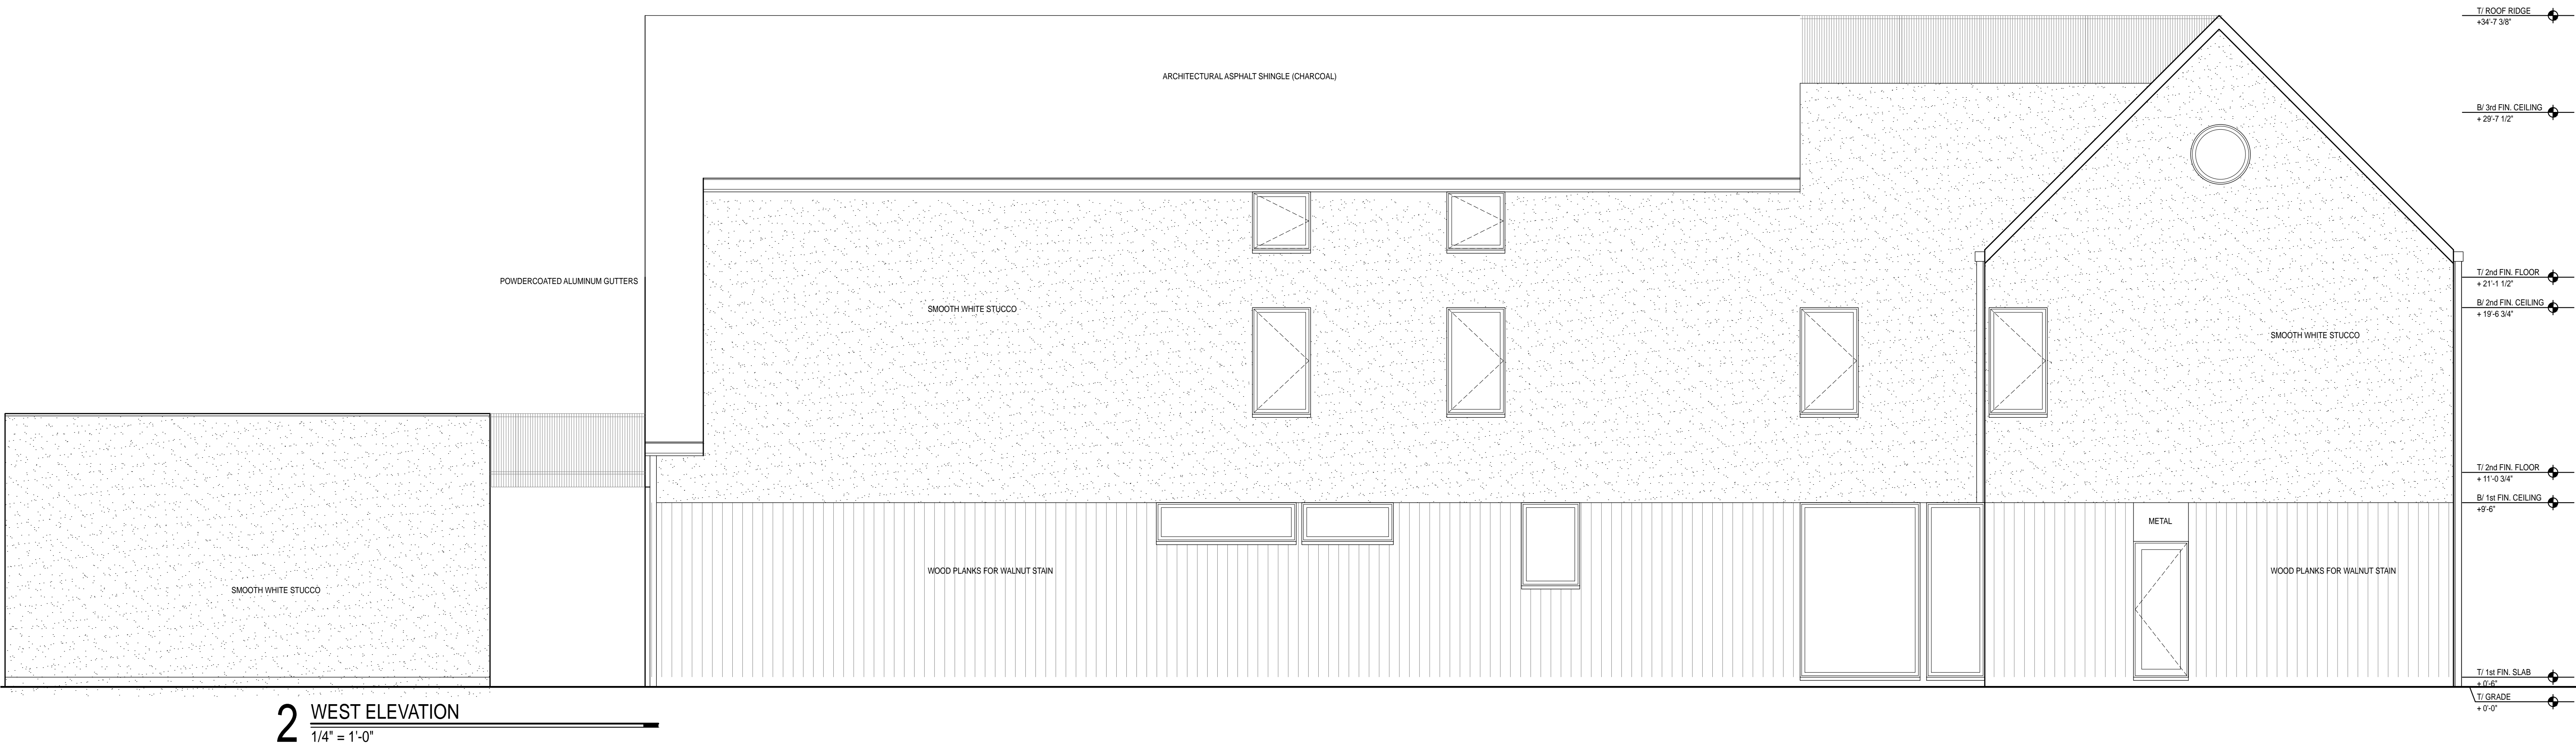 T/ ROOF RIDGE
+34'-7 3/8"
ARCHITECTURAL ASPHALT SHINGLE (CHARCOAL)
B/ 3rd FIN. CEILING
+ 29'-7 1/2"
T/ 2nd FIN. FLOOR
+ 21'-1 1/2"
POWDERCOATED ALUMINUM GUTTERS
B/ 2nd FIN. CEILING
+ 19'-6 3/4"
SMOOTH WHITE STUCCO
SMOOTH WHITE STUCCO
T/ 2nd FIN. FLOOR
+ 11'-0 3/4"
B/ 1st FIN. CEILING
+9'-6"
METAL
WOOD PLANKS FOR WALNUT STAIN
WOOD PLANKS FOR WALNUT STAIN
SMOOTH WHITE STUCCO
T/ 1st FIN. SLAB
+ 0'-6"
T/ GRADE
+ 0'-0"
2 WEST ELEVATION
1/4" = 1'-0"